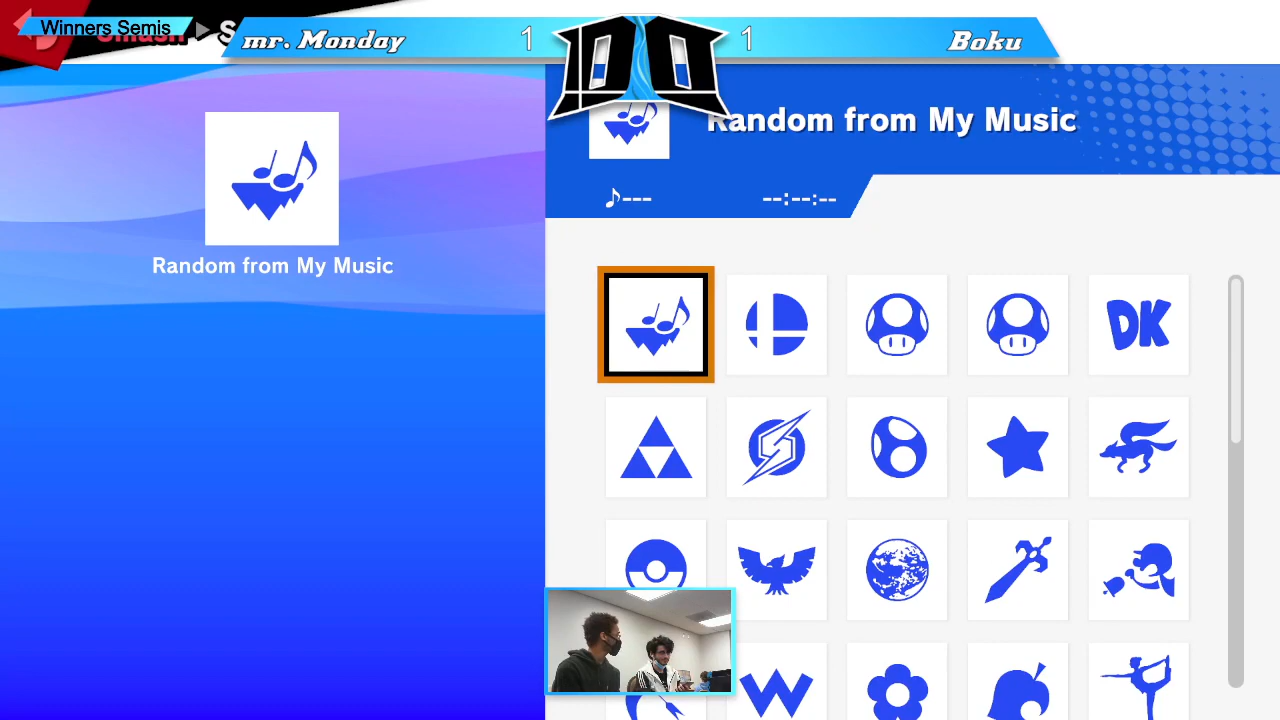 Winners Semis
mr. Monday
1
1
Boku
Random from My Music
---
--:--:--
Random from My Music
DK